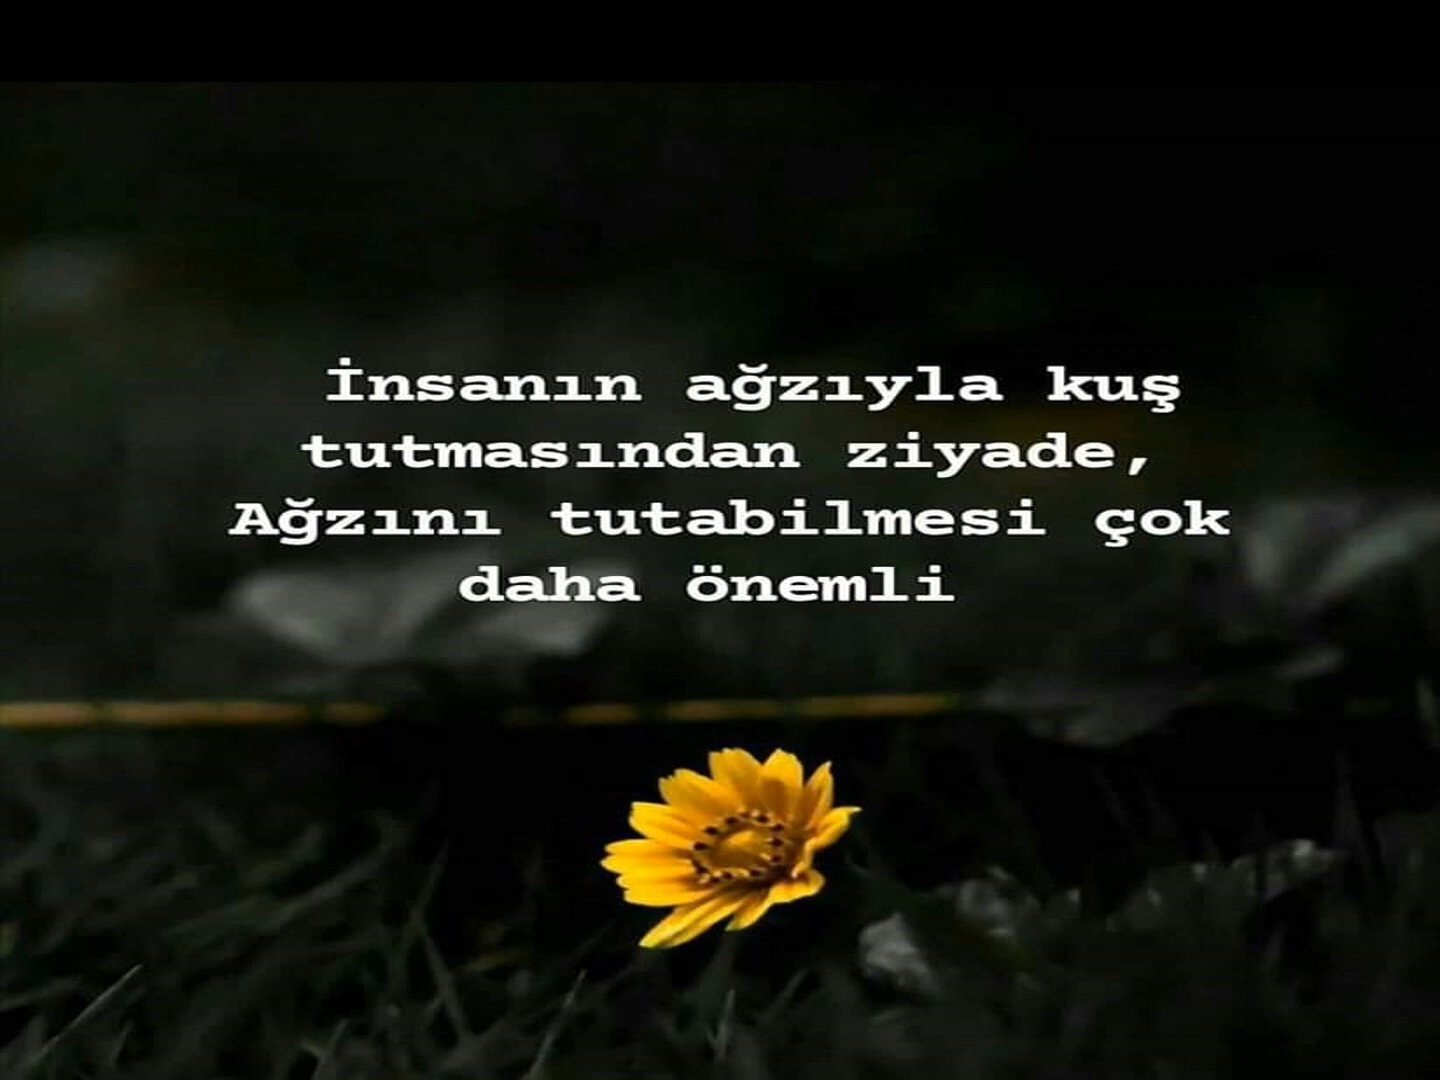 İnsanın ağzıyla kuş
tutmasından ziyade,
Ağzını tutabilmesi çok
daha önemli